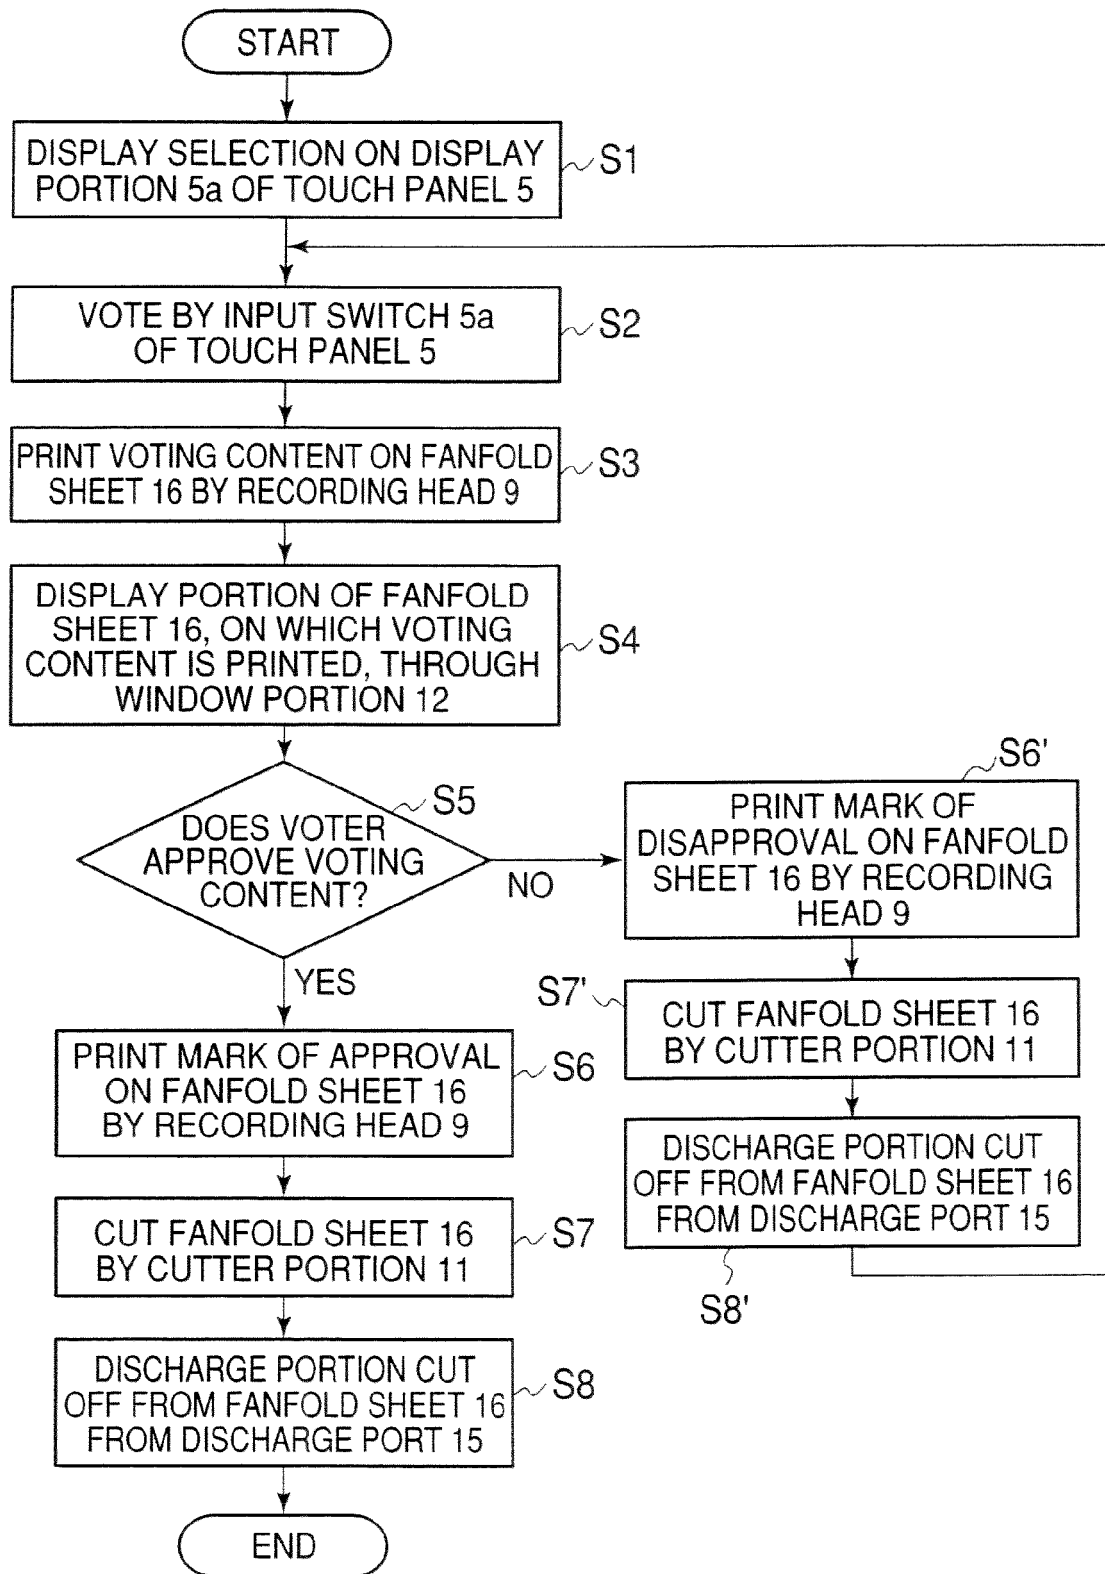 START
DISPLAY SELECTION ON DISPLAY
PORTION 5a OF TOUCH PANEL 5
S1
VOTE BY INPUT SWITCH 5a
OF TOUCH PANEL 5
S2
PRINT VOTING CONTENT ON FANFOLD
SHEET 16 BY RECORDING HEAD 9
S3
DISPLAY PORTION OF FANFOLD
SHEET 16, ON WHICH VOTING
CONTENT IS PRINTED, THROUGH
WINDOW PORTION 12
S4
DOES VOTER
APPROVE VOTING
CONTENT?
S5
NO
YES
PRINT MARK OF APPROVAL
ON FANFOLD SHEET 16
BY RECORDING HEAD 9
S6
CUT FANFOLD SHEET 16
BY CUTTER PORTION 11
S7
DISCHARGE PORTION CUT
OFF FROM FANFOLD SHEET 16
FROM DISCHARGE PORT 15
S8
END
S6'
PRINT MARK OF
DISAPPROVAL ON FANFOLD
SHEET 16 BY RECORDING
HEAD 9
S7'
CUT FANFOLD SHEET 16
BY CUTTER PORTION 11
DISCHARGE PORTION CUT
OFF FROM FANFOLD SHEET 16
FROM DISCHARGE PORT 15
S8'